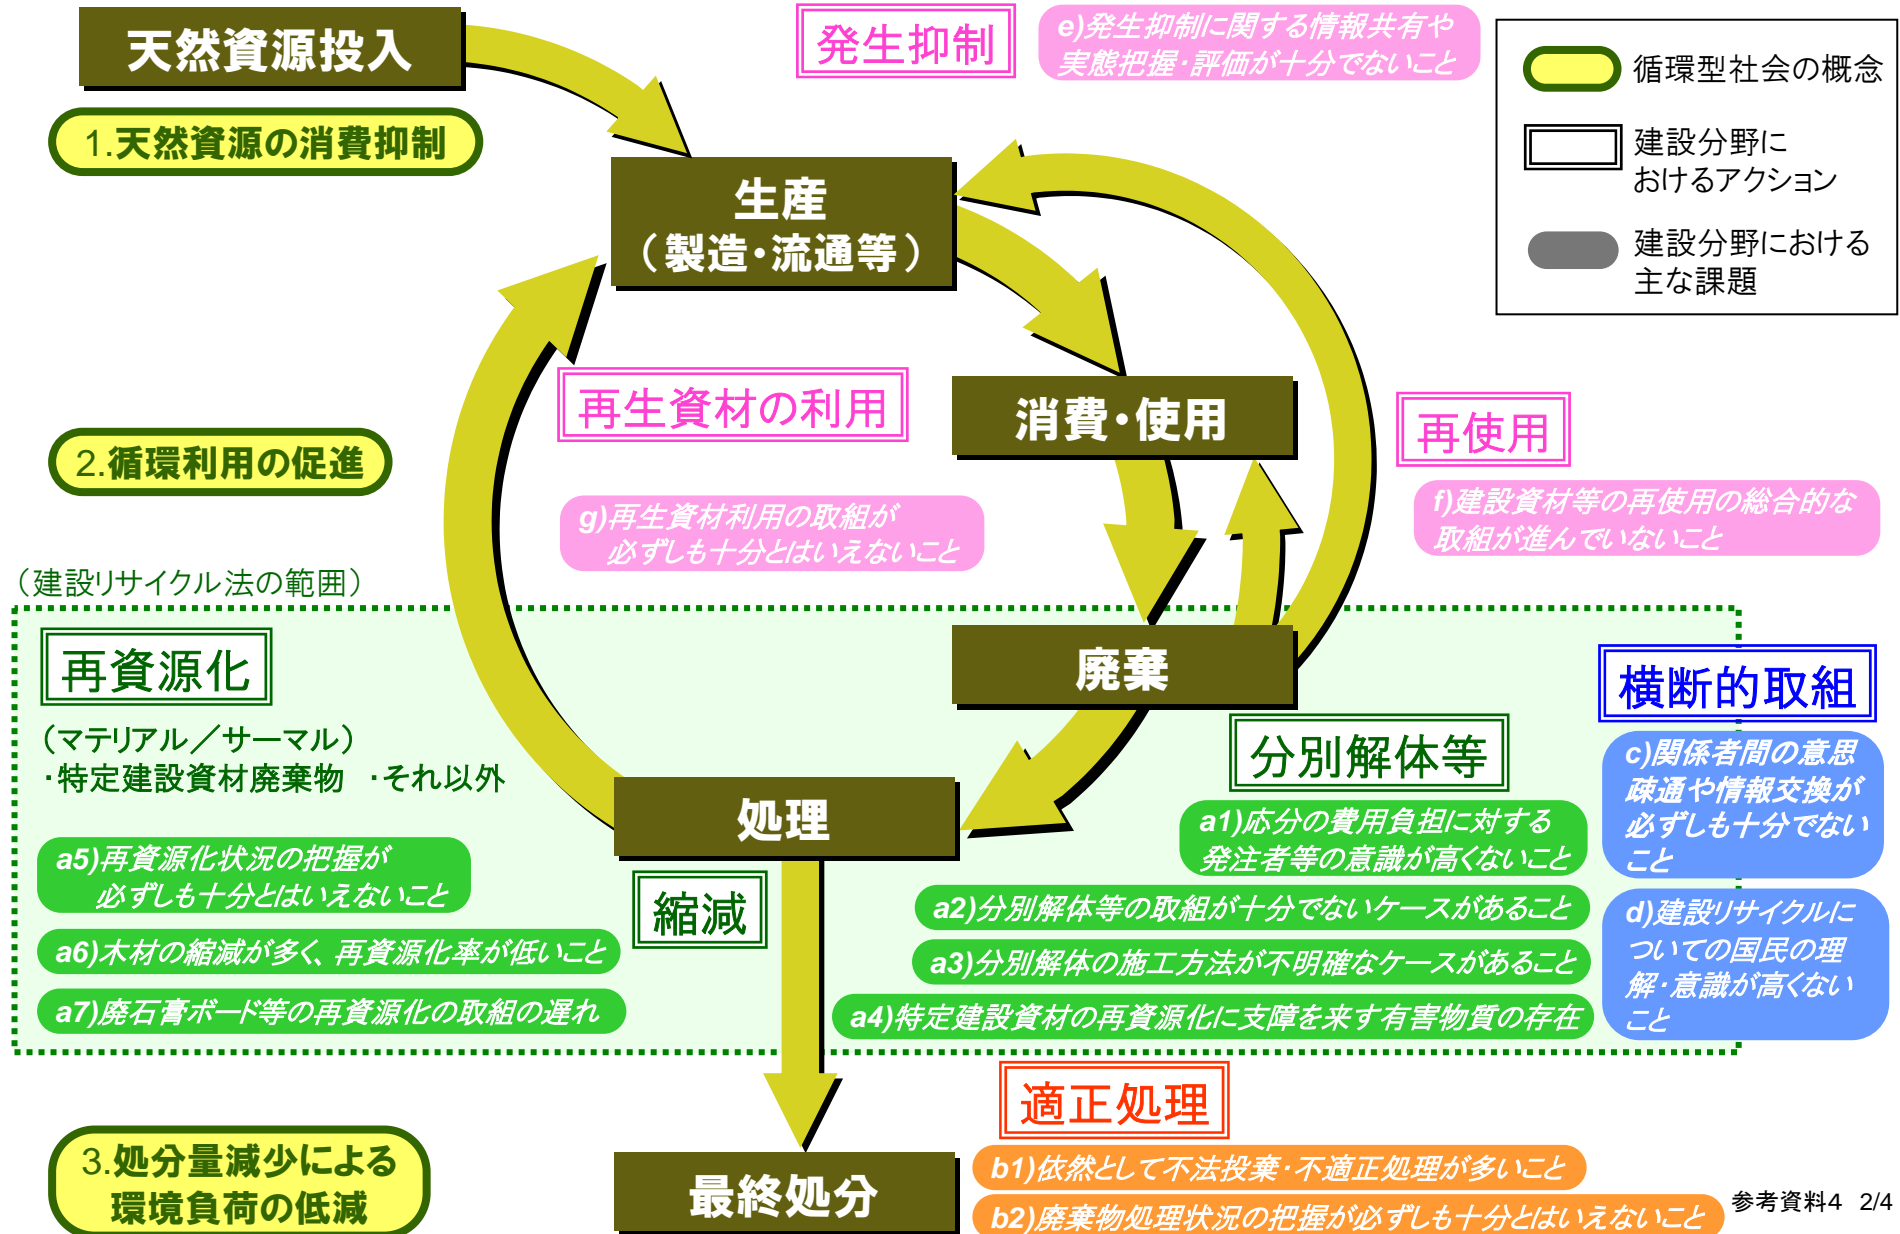 天然資源投入
発生抑制
e)発生抑制に関する情報共有や
実態把握・評価が十分でないこと
循環型社会の概念
建設分野に
おけるアクション
建設分野における
主な課題
1.天然資源の消費抑制
生産
（製造・流通等）
再生資材の利用
消費・使用
再使用
2.循環利用の促進
g)再生資材利用の取組が
必ずしも十分とはいえないこと
f)建設資材等の再使用の総合的な
取組が進んでいないこと
（建設リサイクル法の範囲）
再資源化
（マテリアル／サーマル）
・特定建設資材廃棄物　・それ以外
廃棄
横断的取組
分別解体等
c)関係者間の意思
疎通や情報交換が
必ずしも十分でない
こと
処理
a1)応分の費用負担に対する
発注者等の意識が高くないこと
a5)再資源化状況の把握が
必ずしも十分とはいえないこと
縮減
a2)分別解体等の取組が十分でないケースがあること
d)建設リサイクルに
ついての国民の理
解・意識が高くない
こと
a6)木材の縮減が多く、再資源化率が低いこと
a3)分別解体の施工方法が不明確なケースがあること
a7)廃石膏ボード等の再資源化の取組の遅れ
a4)特定建設資材の再資源化に支障を来す有害物質の存在
適正処理
3.処分量減少による
環境負荷の低減
最終処分
b1)依然として不法投棄・不適正処理が多いこと
b2)廃棄物処理状況の把握が必ずしも十分とはいえないこと
参考資料4　2/4